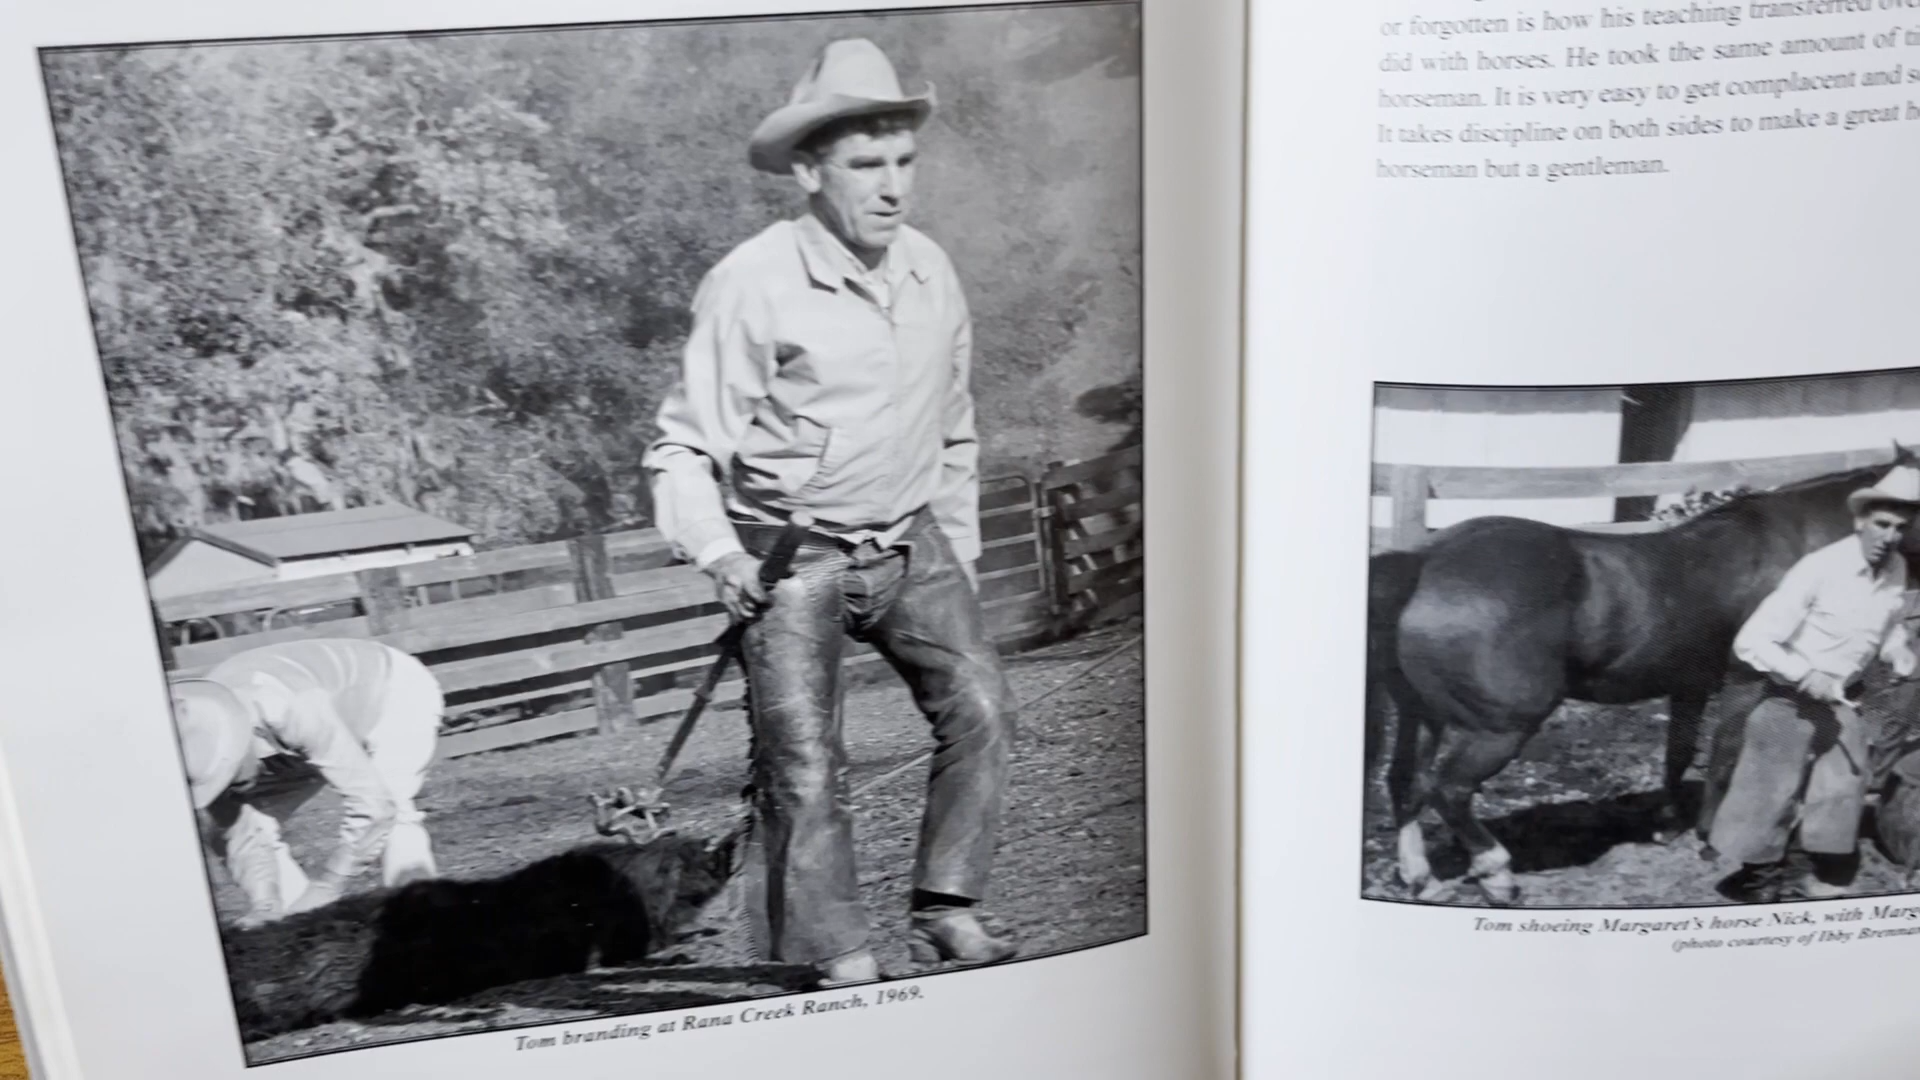 Tom branding at Rana Creek Ranch, 1969.
or forgotten is how his teaching transferred
did with horses. He took the same amount of
horseman. It is very easy to get complacent and
It takes discipline on both sides to make a great
horseman but a gentleman.
Tom shoeing Margaret's horse Nick, with
(photo courtesy of Ibby